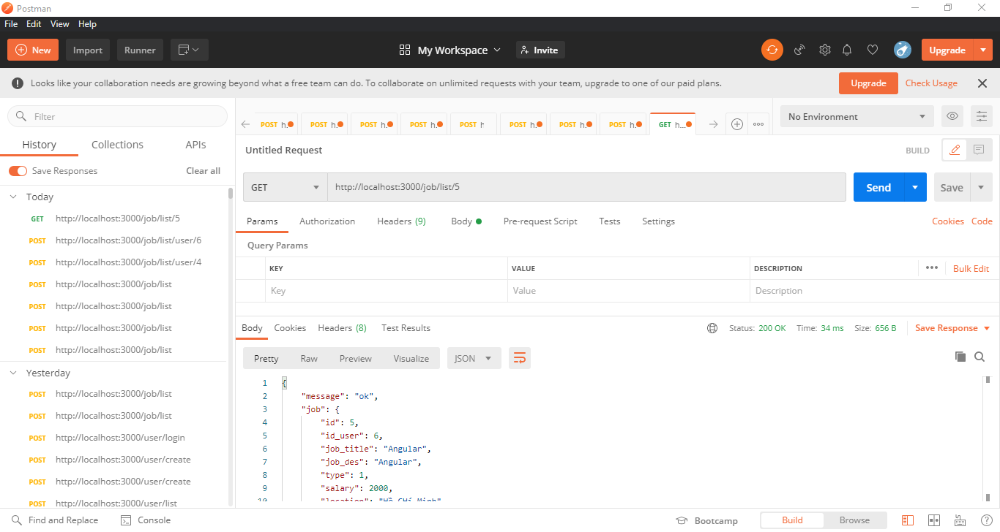 Postman
File Edit View Help
New Import Runner My Workspace Invite Upgrade
Looks like your collaboration needs are growing beyond what a free team can do. To collaborate on unlimited requests with your team, upgrade to one of our paid plans. Upgrade Check Usage
Filter
History Collections APIs
Save Responses Clear all
Today
GET http://localhost:3000/job/list/5
POST http://localhost:3000/job/list/user/6
POST http://localhost:3000/job/list/user/4
POST http://localhost:3000/job/list
POST http://localhost:3000/job/list
POST http://localhost:3000/job/list
POST http://localhost:3000/job/list
Yesterday
POST http://localhost:3000/job/list
POST http://localhost:3000/job/list
POST http://localhost:3000/user/login
POST http://localhost:3000/user/create
POST http://localhost:3000/user/create
POST http://localhost:3000/user/list
POST h. POST h. POST h. POST h. POST h POST h. POST h. POST h. GET h... No Environment
Untitled Request BUILD
GET http://localhost:3000/job/list/5 Send Save
Params Authorization Headers (9) Body Pre-request Script Tests Settings Cookies Code
Query Params
KEY VALUE DESCRIPTION ••• Bulk Edit
Key Value Description
Body Cookies Headers (8) Test Results Status: 200 OK Time: 34 ms Size: 656 B Save Response
Pretty Raw Preview Visualize JSON
1 {
2 "message": "ok",
3 "job": {
4 "id": 5,
5 "id_user": 6,
6 "job_title": "Angular",
7 "job_des": "Angular",
8 "type": 1,
9 "salary": 2000,
10 "location": "Hồ CHí Minh"
Find and Replace Console Bootcamp Build Browse